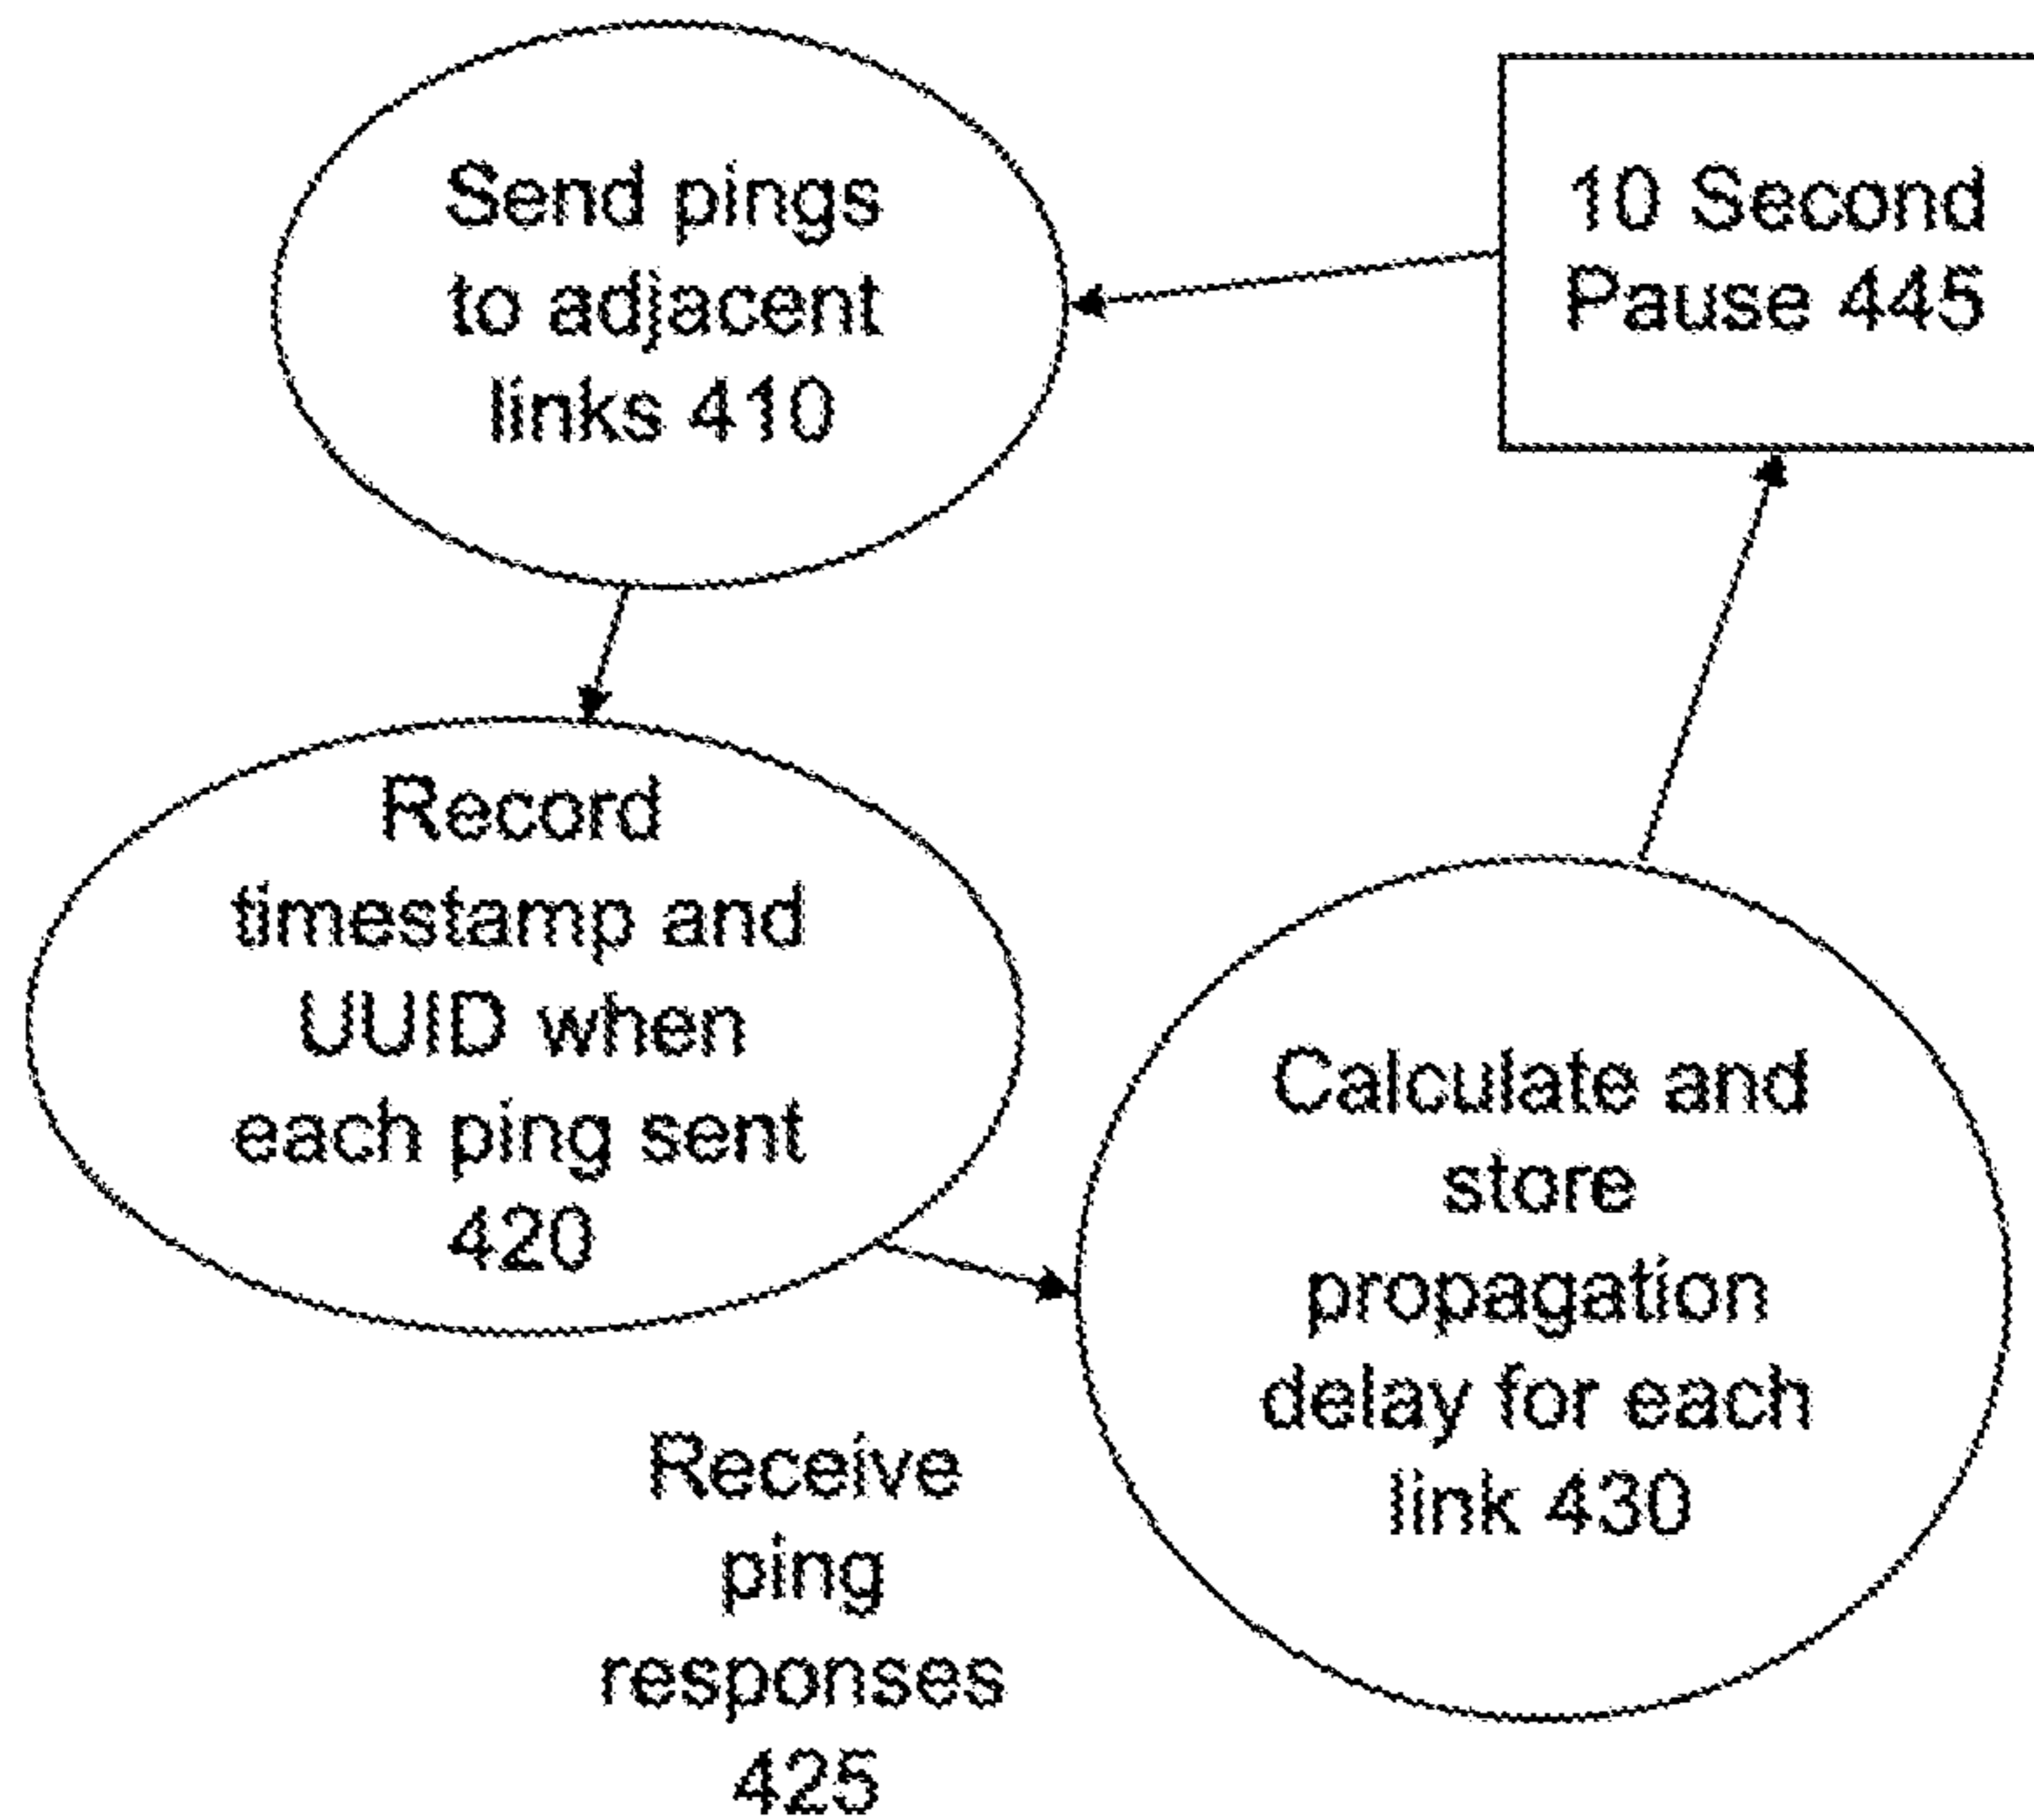 Send pings
to adjacent
links 410
10 Second
Pause 445
Record
timestamp and
UUID when
each ping sent
420
Calculate and
store
propagation
delay for each
link 430
Receive
ping
responses
425